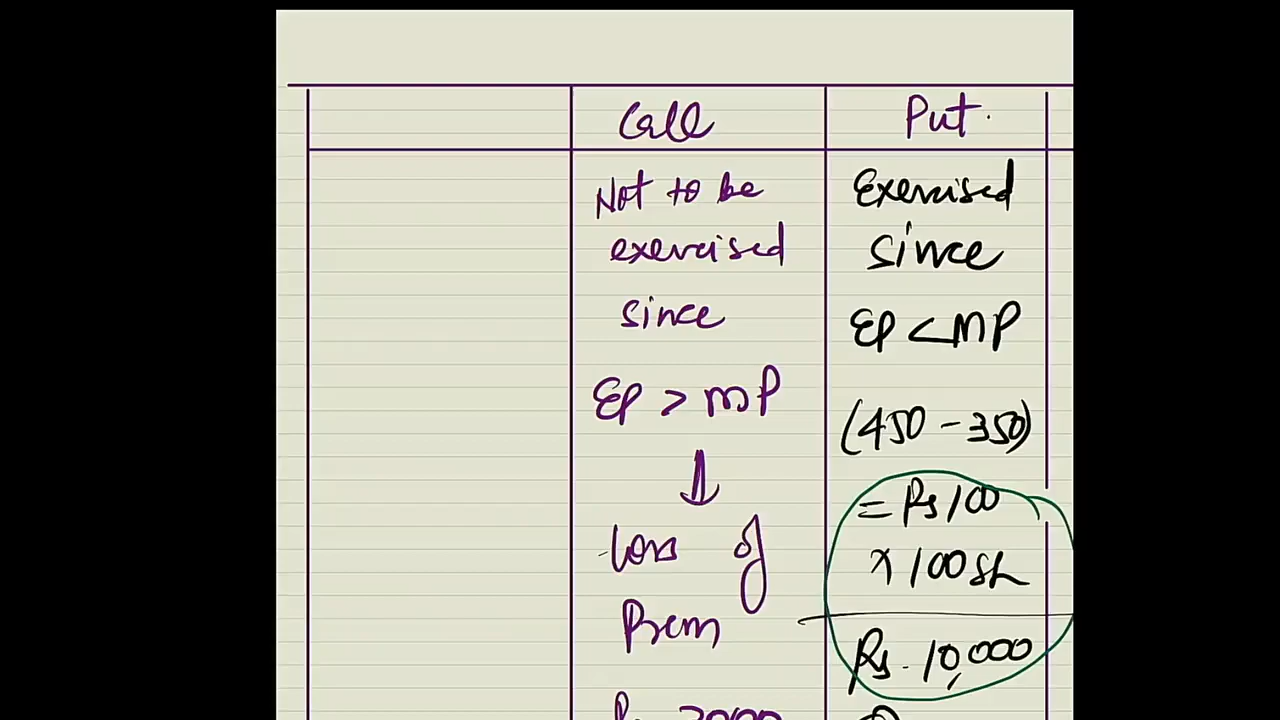 Call
Put.
Not to be
exercised
since
EP > MP
↓
Loss of
Prem
Exercised
since
EP < MP
(450 - 350)
= Rs 100
x 100 sh
Rs. 10,000